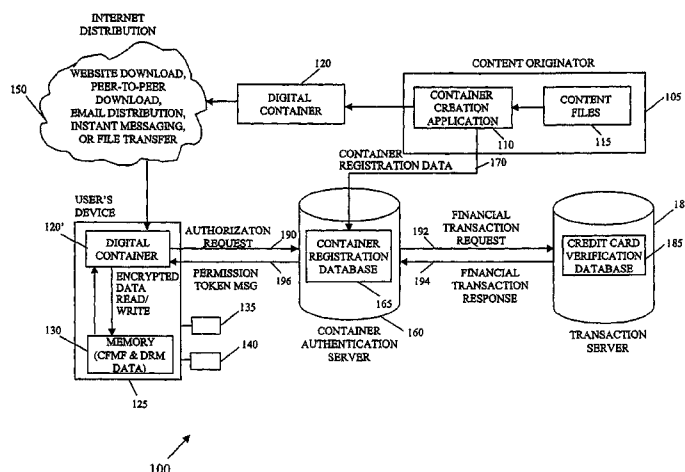 INTERNET
DISTRIBUTION
150
WEBSITE DOWNLOAD,
PEER-TO-PEER
DOWNLOAD,
EMAIL DISTRIBUTION,
INSTANT MESSAGING,
OR FILE TRANSFER
120
DIGITAL
CONTAINER
CONTENT ORIGINATOR
CONTAINER
CREATION
APPLICATION
110
CONTENT
FILES
115
105
CONTAINER
REGISTRATION DATA
170
USER'S
DEVICE
120'
DIGITAL
CONTAINER
ENCRYPTED
DATA
READ/
WRITE
130
MEMORY
(CFMF & DRM
DATA)
125
135
140
AUTHORIZATON
REQUEST
190
PERMISSION
TOKEN MSG
196
CONTAINER
REGISTRATION
DATABASE
165
160
CONTAINER
AUTHENTICATION
SERVER
192
FINANCIAL
TRANSACTION
REQUEST
194
FINANCIAL
TRANSACTION
RESPONSE
18
CREDIT CARD
VERIFICATION
DATABASE
185
TRANSACTION
SERVER
100